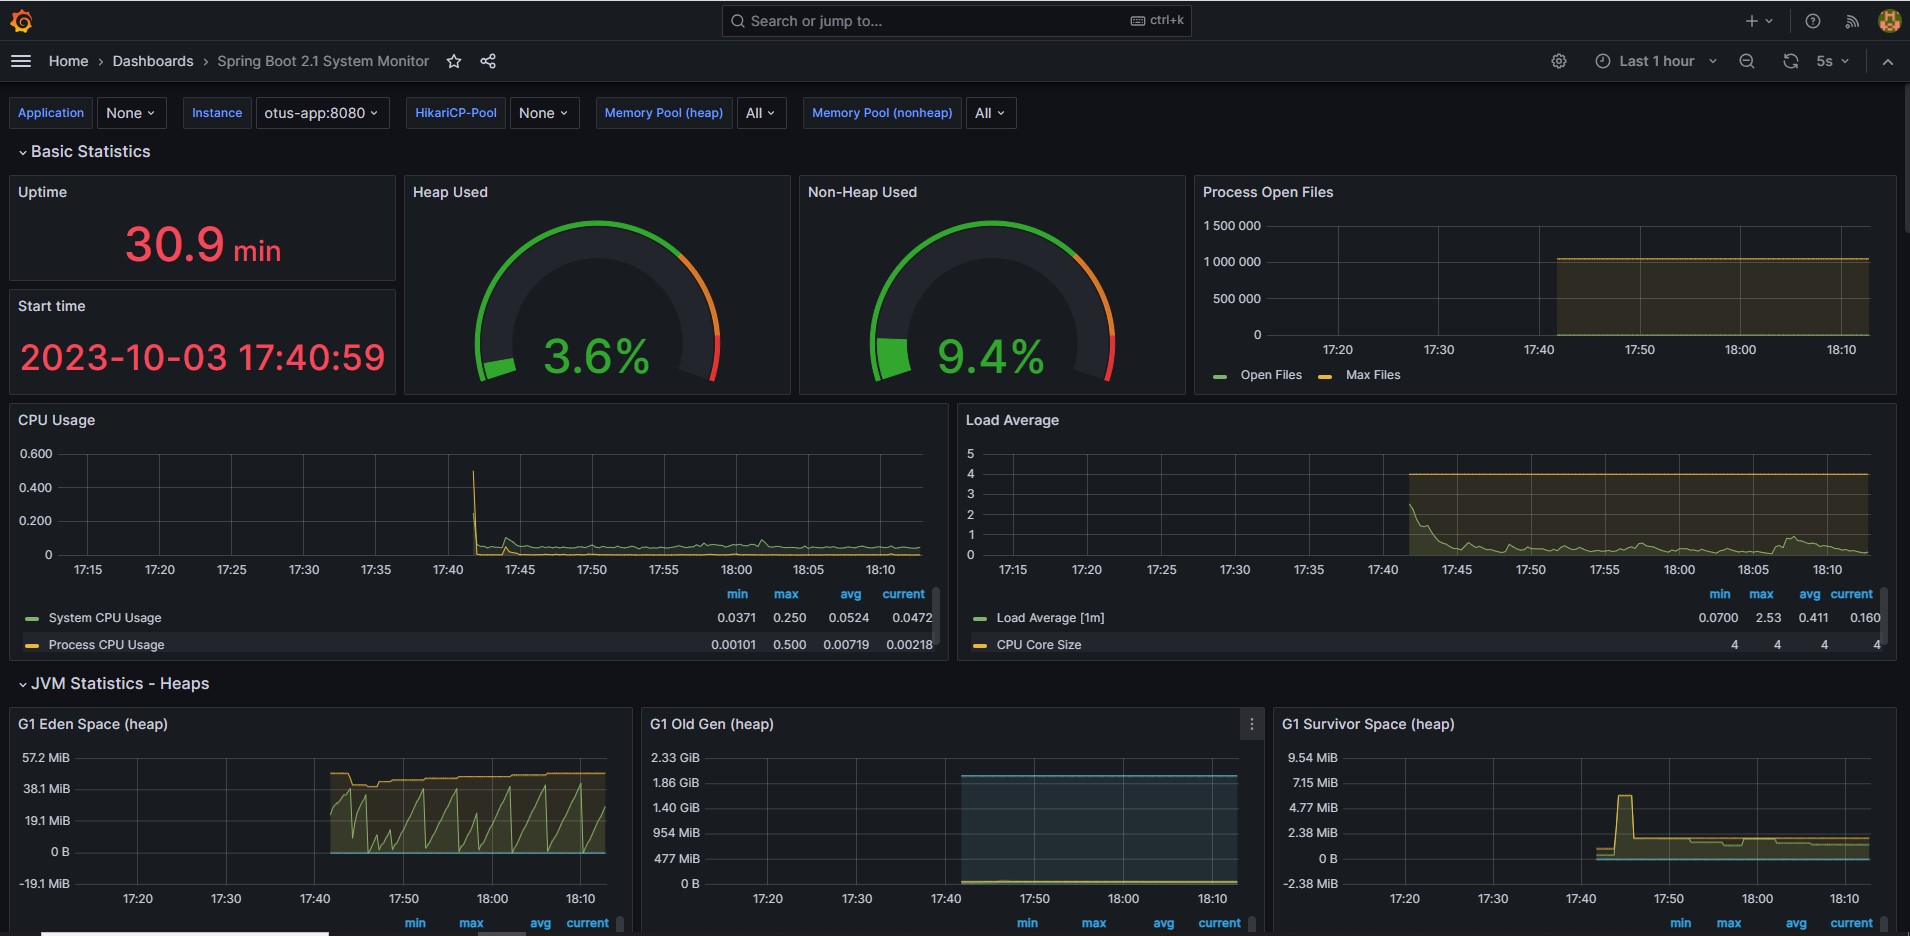 Search or jump to...
ctrl+k
Home › Dashboards › Spring Boot 2.1 System Monitor
Last 1 hour
5s
Application None
Instance otus-app:8080
HikariCP-Pool None
Memory Pool (heap) All
Memory Pool (nonheap) All
Basic Statistics
Uptime
30.9 min
Start time
2023-10-03 17:40:59
Heap Used
3.6%
Non-Heap Used
9.4%
Process Open Files
1 500 000
1 000 000
500 000
0
17:20 17:30 17:40 17:50 18:00 18:10
Open Files Max Files
CPU Usage
0.600
0.400
0.200
0
17:15 17:20 17:25 17:30 17:35 17:40 17:45 17:50 17:55 18:00 18:05 18:10
min max avg current
System CPU Usage 0.0371 0.250 0.0524 0.0472
Process CPU Usage 0.00101 0.500 0.00719 0.00218
Load Average
5
4
3
2
1
0
17:15 17:20 17:25 17:30 17:35 17:40 17:45 17:50 17:55 18:00 18:05 18:10
min max avg current
Load Average [1m] 0.0700 2.53 0.411 0.160
CPU Core Size 4 4 4 4
JVM Statistics - Heaps
G1 Eden Space (heap)
57.2 MiB
38.1 MiB
19.1 MiB
0 B
-19.1 MiB
17:20 17:30 17:40 17:50 18:00 18:10
min max avg current
G1 Old Gen (heap)
2.33 GiB
1.86 GiB
1.40 GiB
954 MiB
477 MiB
0 B
17:20 17:30 17:40 17:50 18:00 18:10
min max avg current
G1 Survivor Space (heap)
9.54 MiB
7.15 MiB
4.77 MiB
2.38 MiB
0 B
-2.38 MiB
17:20 17:30 17:40 17:50 18:00 18:10
min max avg current